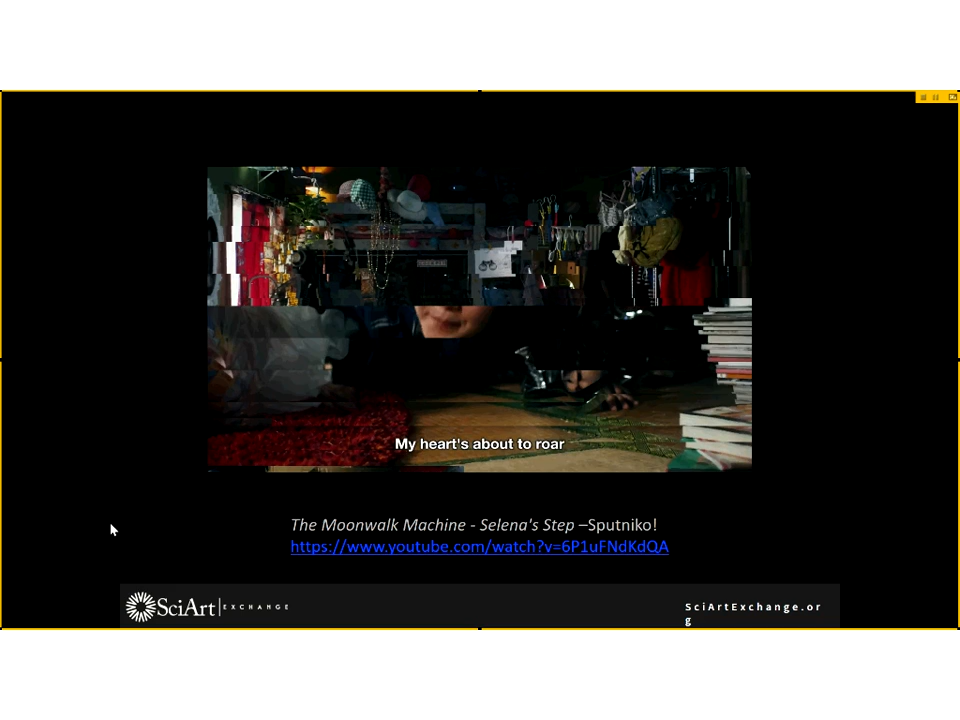 My heart's about to roar
The Moonwalk Machine - Selena's Step –Sputniko!
https://www.youtube.com/watch?v=6P1uFNdKdQA
SciArt | EXCHANGE
SciArtExchange.or
g